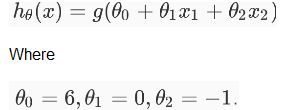 hθ(x) = g(θ0 + θ1x1 + θ2x2)
Where
θ0 = 6, θ1 = 0, θ2 = −1.